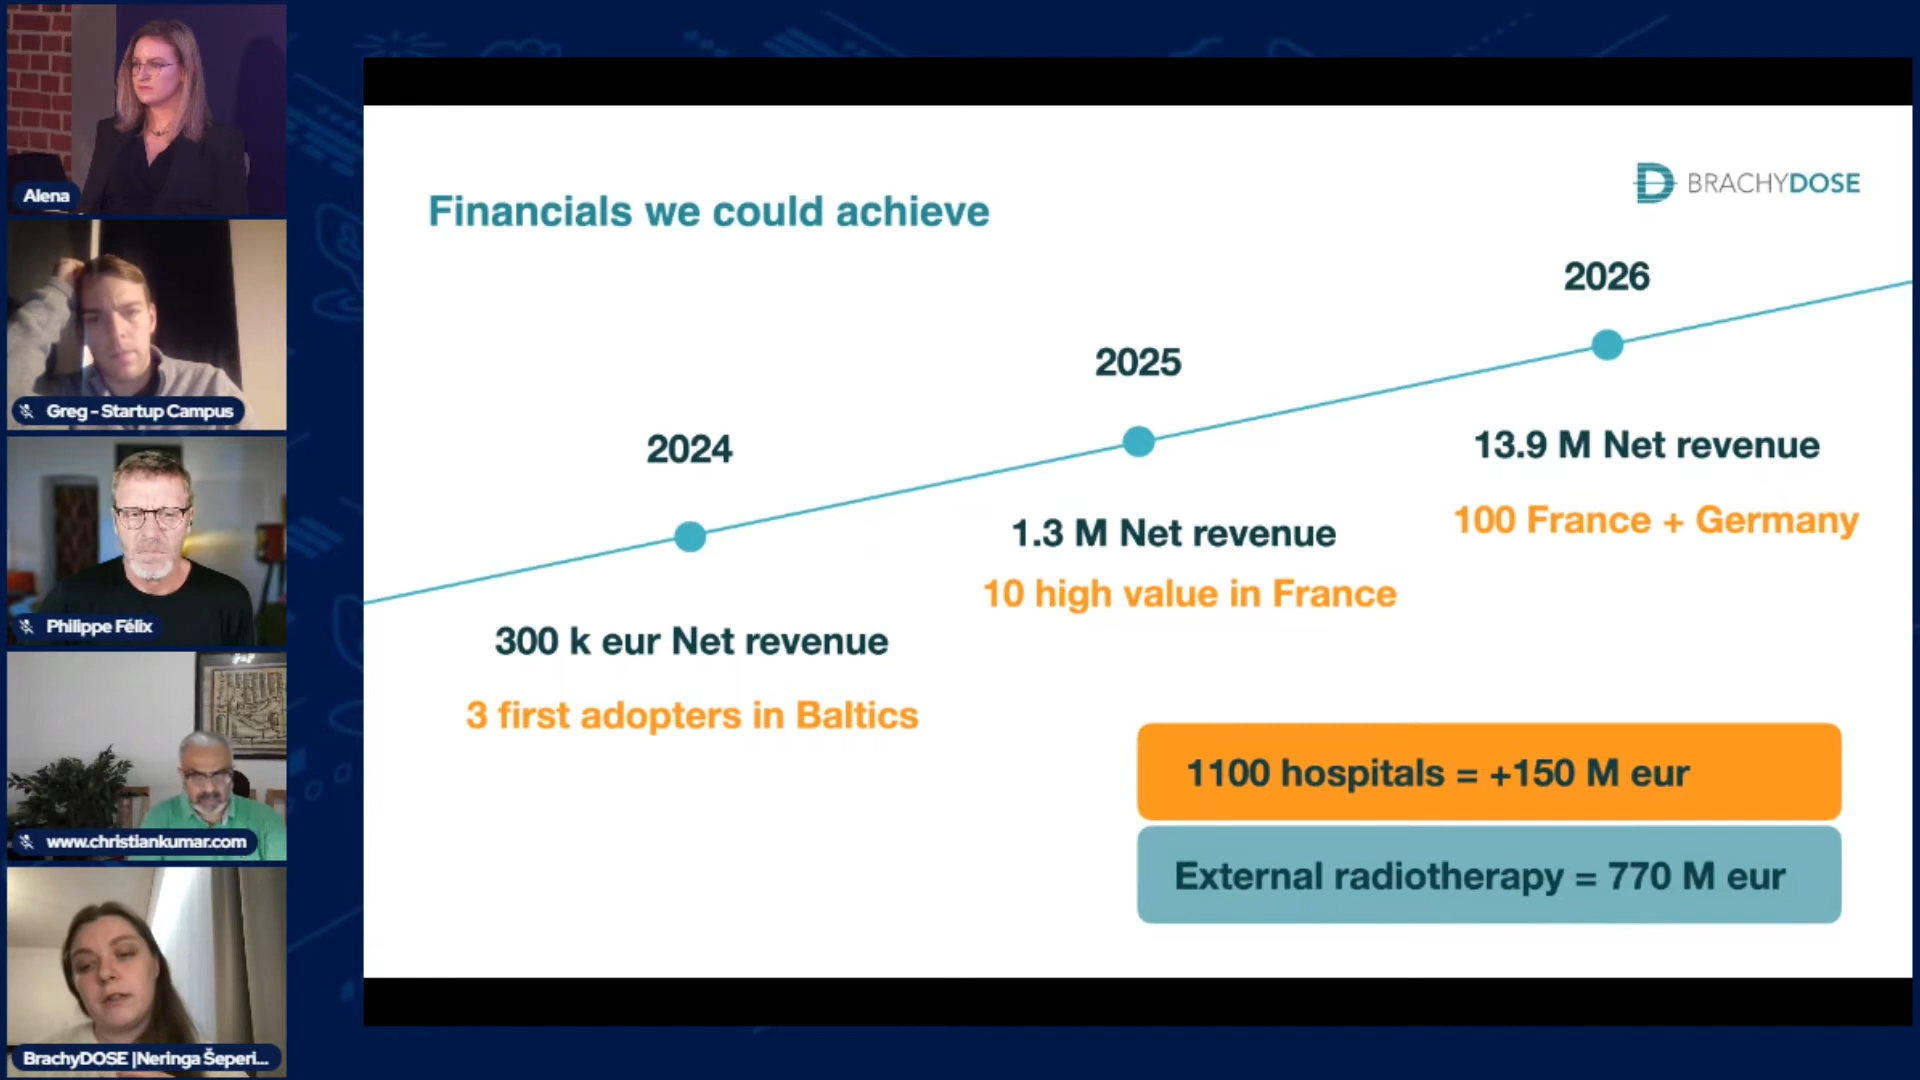 Alena
Greg - Startup Campus
Philippe Félix
www.christiankumar.com
BrachyDOSE |Neringa Šeperi...
BRACHYDOSE
Financials we could achieve
2024
300 k eur Net revenue
3 first adopters in Baltics
2025
1.3 M Net revenue
10 high value in France
2026
13.9 M Net revenue
100 France + Germany
1100 hospitals = +150 M eur
External radiotherapy = 770 M eur